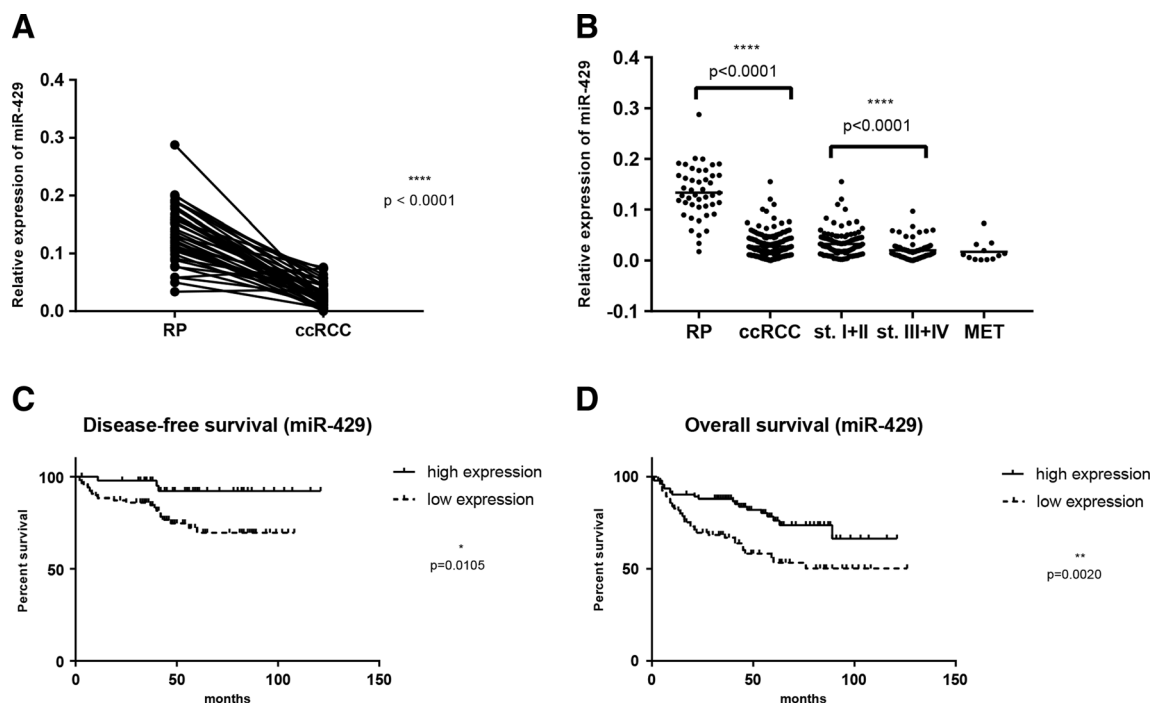 A
Relative expression of miR-429
0.4
0.3
0.2
0.1
0.0
RP
ccRCC
****
p < 0.0001
B
Relative expression of miR-429
0.4
0.3
0.2
0.1
0.0
-0.1
****
p<0.0001
****
p<0.0001
RP
ccRCC
st. I+II
st. III+IV
MET
C
Disease-free survival (miR-429)
Percent survival
100
50
0
0
50
100
150
months
high expression
low expression
*
p=0.0105
D
Overall survival (miR-429)
Percent survival
100
50
0
0
50
100
150
months
high expression
low expression
**
p=0.0020